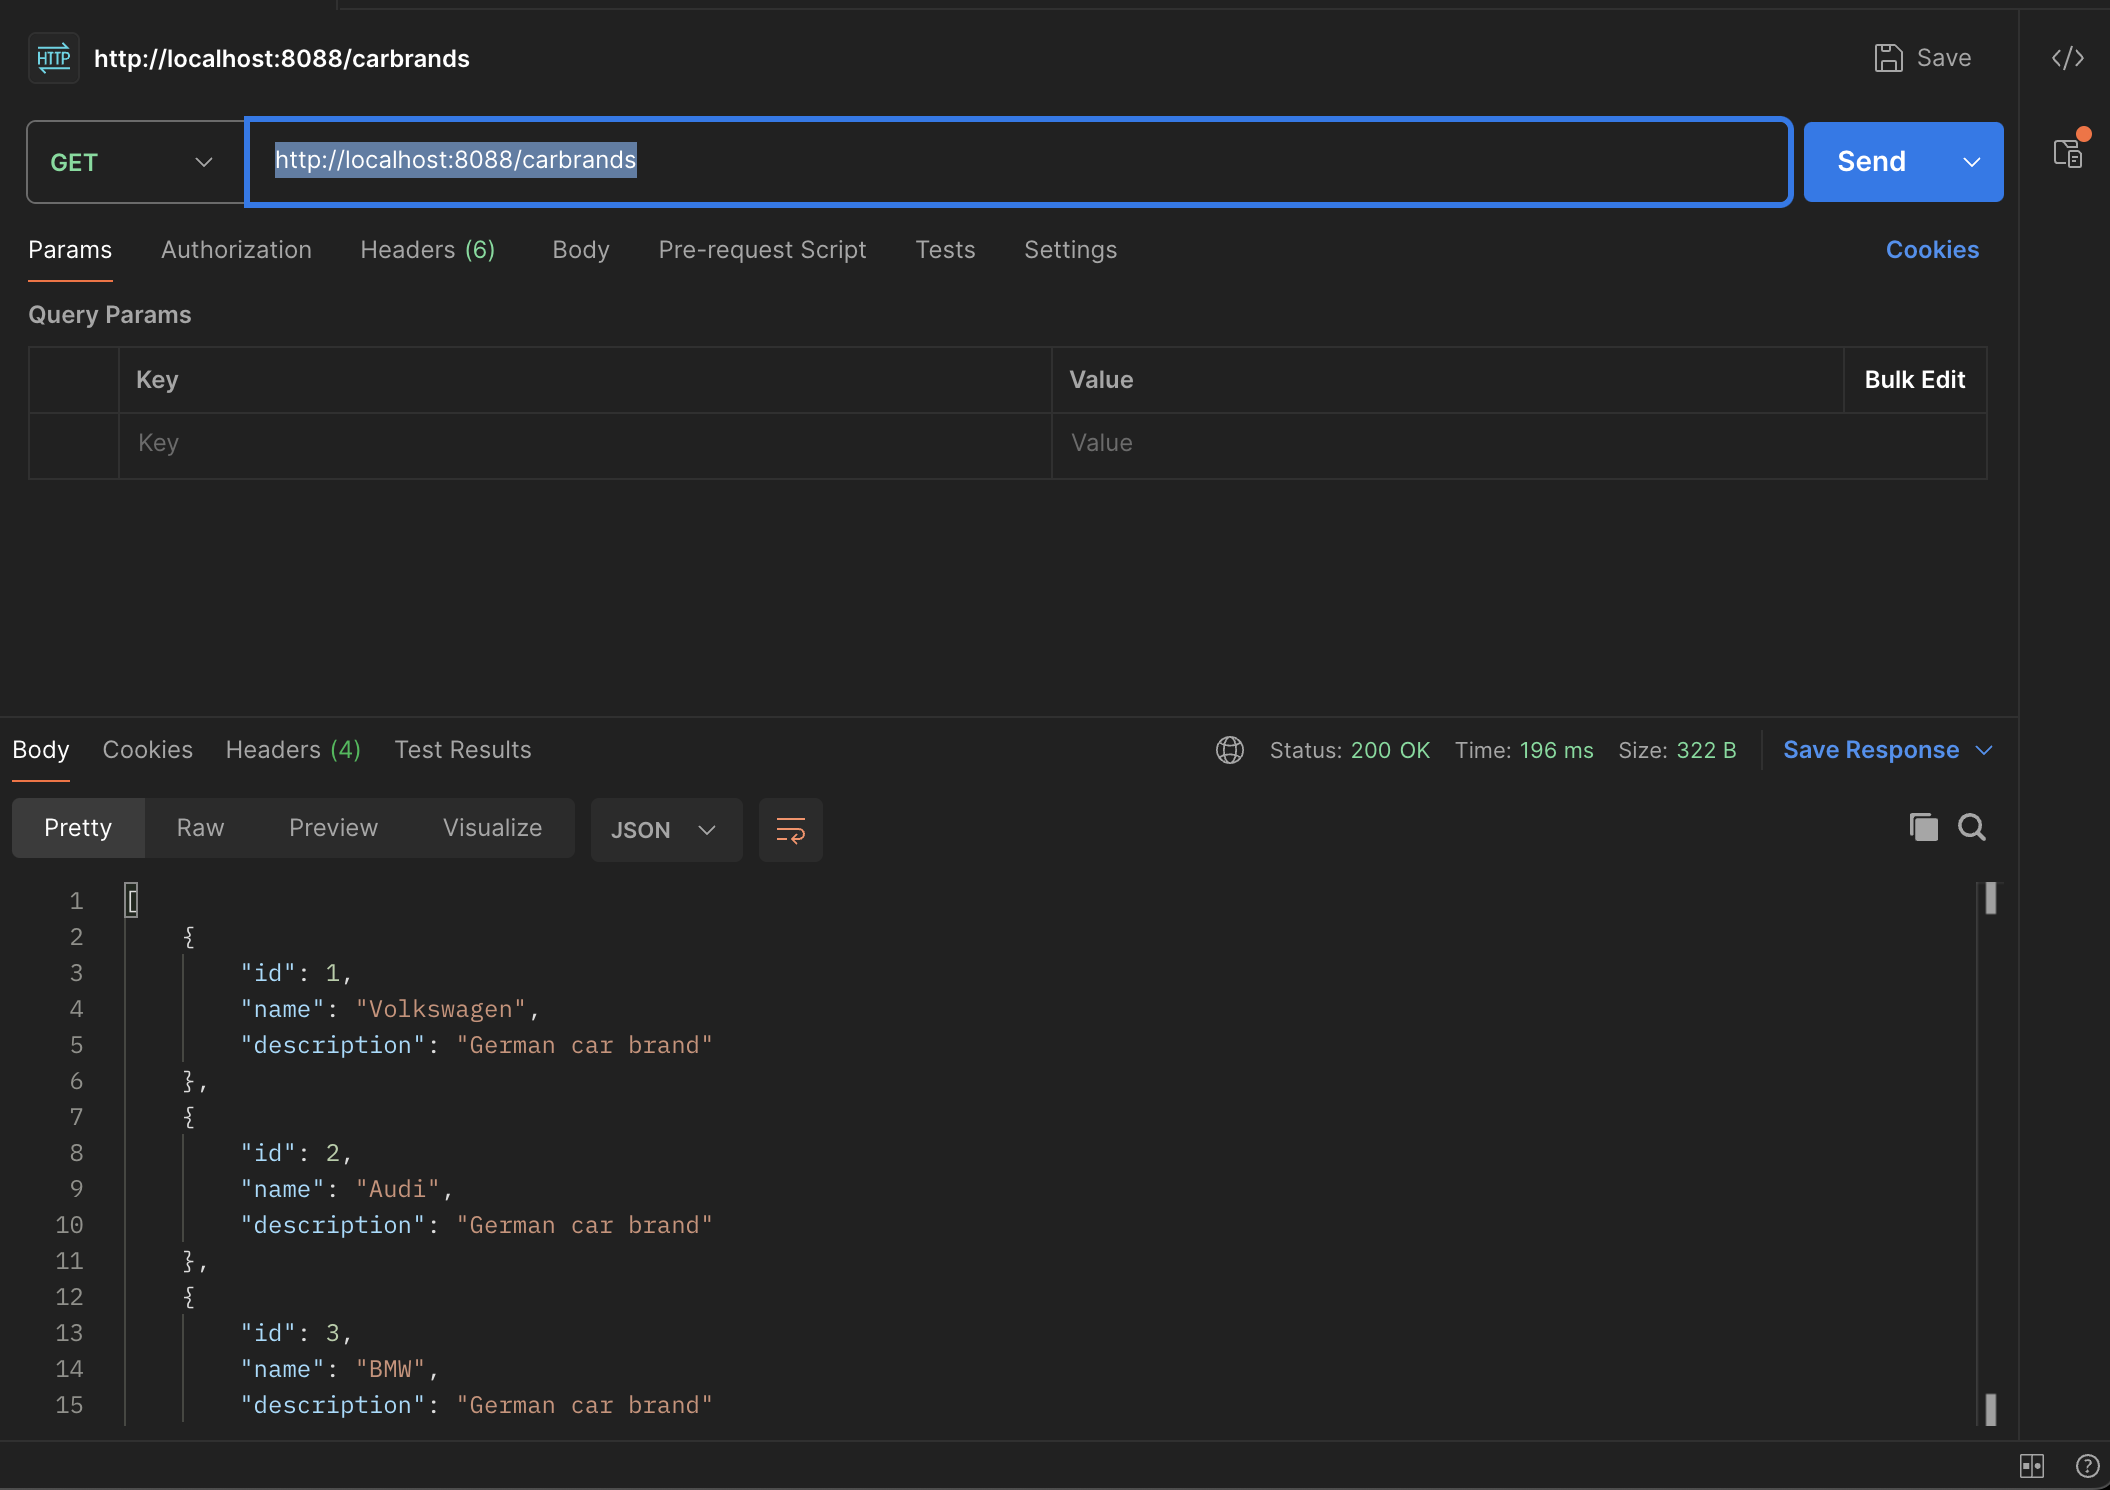 HTTP http://localhost:8088/carbrands Save
GET http://localhost:8088/carbrands Send
Params Authorization Headers (6) Body Pre-request Script Tests Settings Cookies
Query Params
Key Value Bulk Edit
Key Value
Body Cookies Headers (4) Test Results Status: 200 OK Time: 196 ms Size: 322 B Save Response
Pretty Raw Preview Visualize JSON
1 [
2 {
3 "id": 1,
4 "name": "Volkswagen",
5 "description": "German car brand"
6 },
7 {
8 "id": 2,
9 "name": "Audi",
10 "description": "German car brand"
11 },
12 {
13 "id": 3,
14 "name": "BMW",
15 "description": "German car brand"